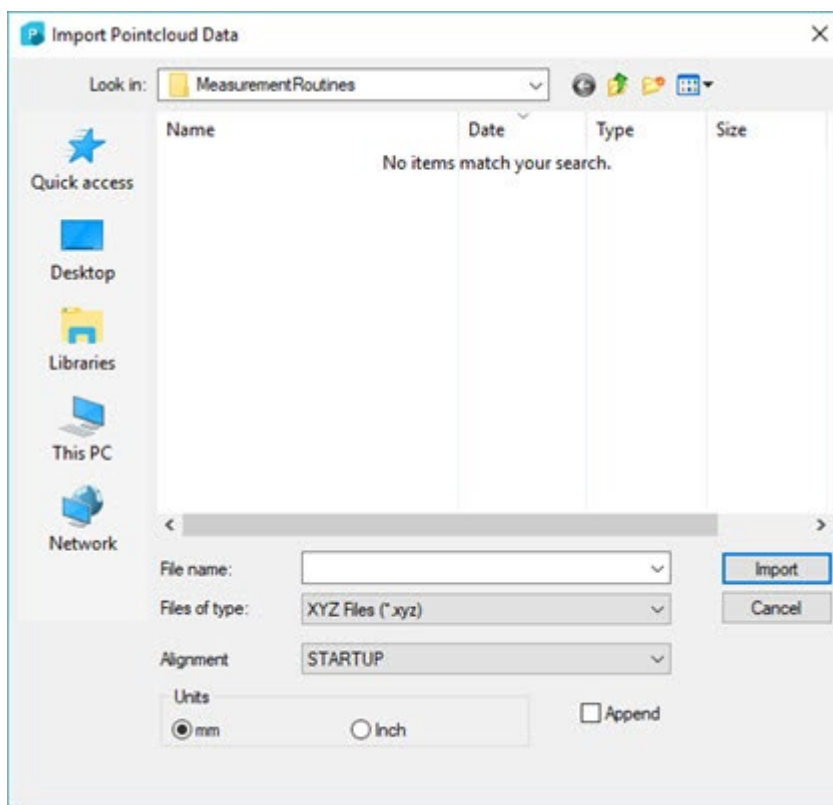 Import Pointcloud Data
Look in: MeasurementRoutines
Name Date Type Size
No items match your search.
Quick access
Desktop
Libraries
This PC
Network
File name: Import
Files of type: XYZ Files (*.xyz) Cancel
Alignment STARTUP
Units
mm Inch Append